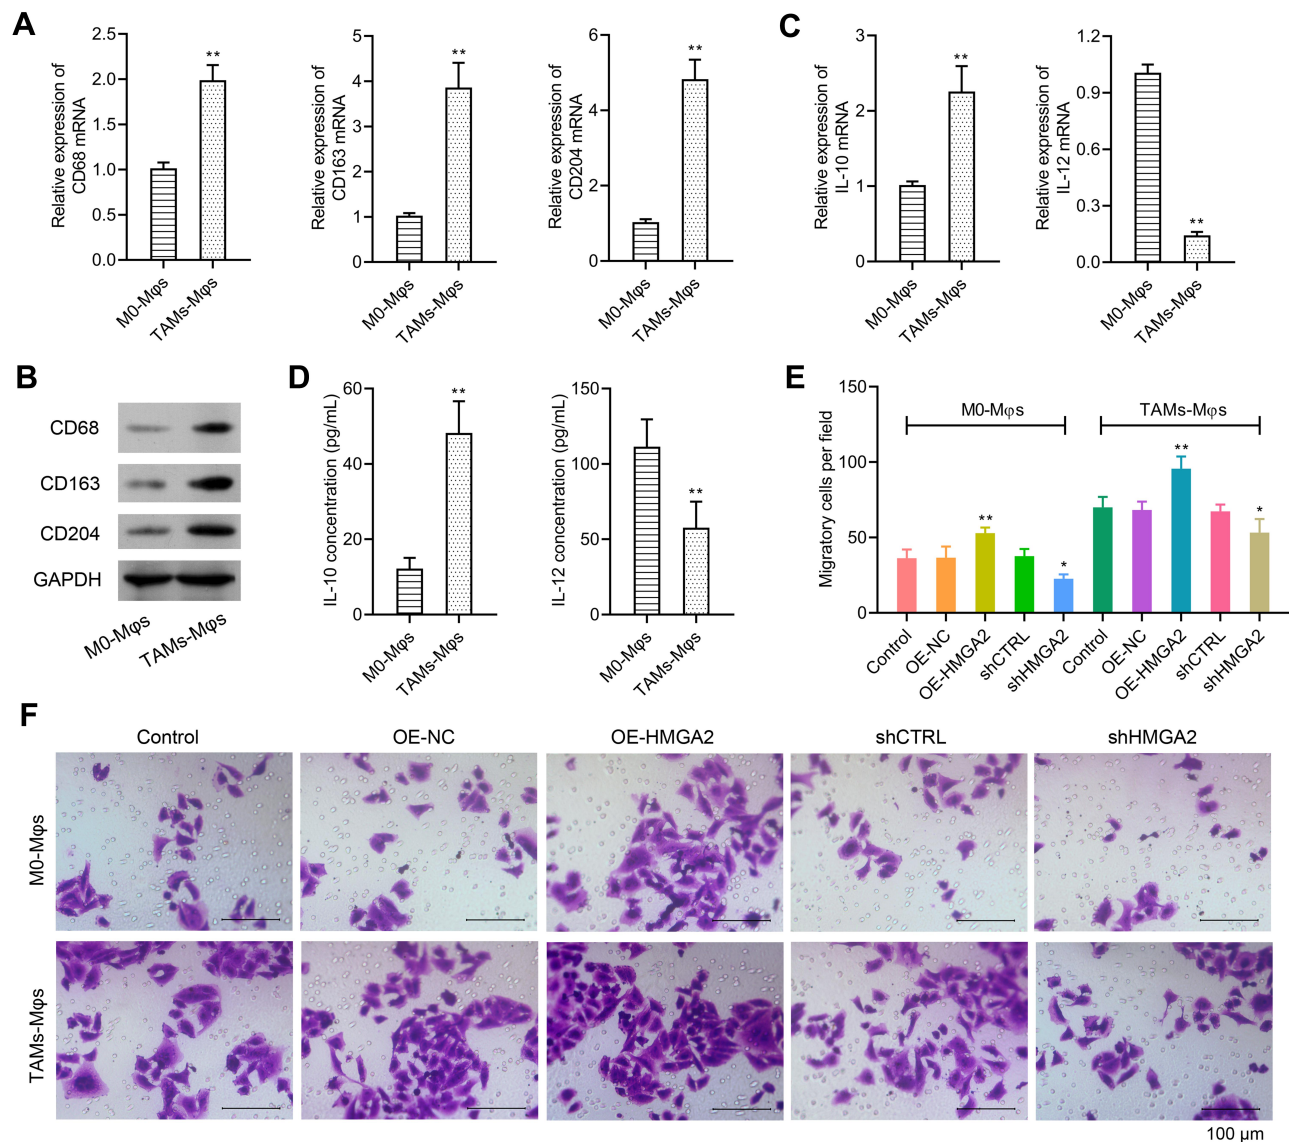 A
Relative expression of
CD68 mRNA
2.5
2.0
1.5
1.0
0.5
0.0
**
M0-Mφs
TAMs-Mφs
Relative expression of
CD163 mRNA
5
4
3
2
1
0
**
M0-Mφs
TAMs-Mφs
Relative expression of
CD204 mRNA
6
4
2
0
**
M0-Mφs
TAMs-Mφs
C
Relative expression of
IL-10 mRNA
3
2
1
0
**
M0-Mφs
TAMs-Mφs
Relative expression of
IL-12 mRNA
1.2
0.9
0.6
0.3
0.0
**
M0-Mφs
TAMs-Mφs
B
CD68
CD163
CD204
GAPDH
M0-Mφs
TAMs-Mφs
D
IL-10 concentration (pg/mL)
60
40
20
0
**
M0-Mφs
TAMs-Mφs
IL-12 concentration (pg/mL)
150
100
50
0
**
M0-Mφs
TAMs-Mφs
E
Migratory cells per field
150
100
50
0
M0-Mφs
TAMs-Mφs
**
*
**
*
Control
OE-NC
OE-HMGA2
shCTRL
shHMGA2
Control
OE-NC
OE-HMGA2
shCTRL
shHMGA2
F
Control
OE-NC
OE-HMGA2
shCTRL
shHMGA2
M0-Mφs
TAMs-Mφs
100 μm